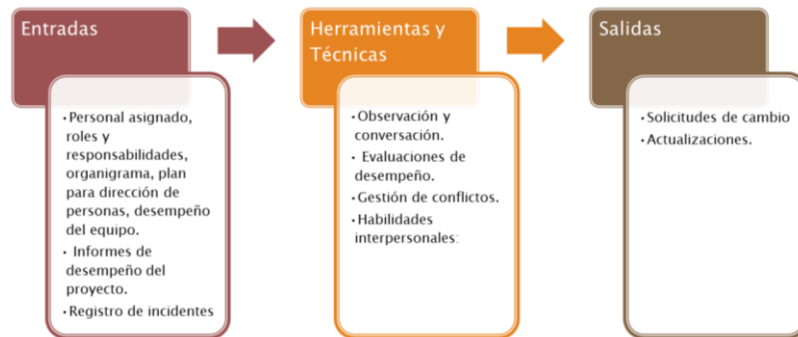 Entradas
• Personal asignado,
roles y
responsabilidades,
organigrama, plan
para dirección de
personas, desempeño
del equipo.
• Informes de
desempeño del
proyecto.
• Registro de incidentes
Herramientas y
Técnicas
• Observación y
conversación.
• Evaluaciones de
desempeño.
• Gestión de conflictos.
• Habilidades
interpersonales:
Salidas
• Solicitudes de cambio
• Actualizaciones.